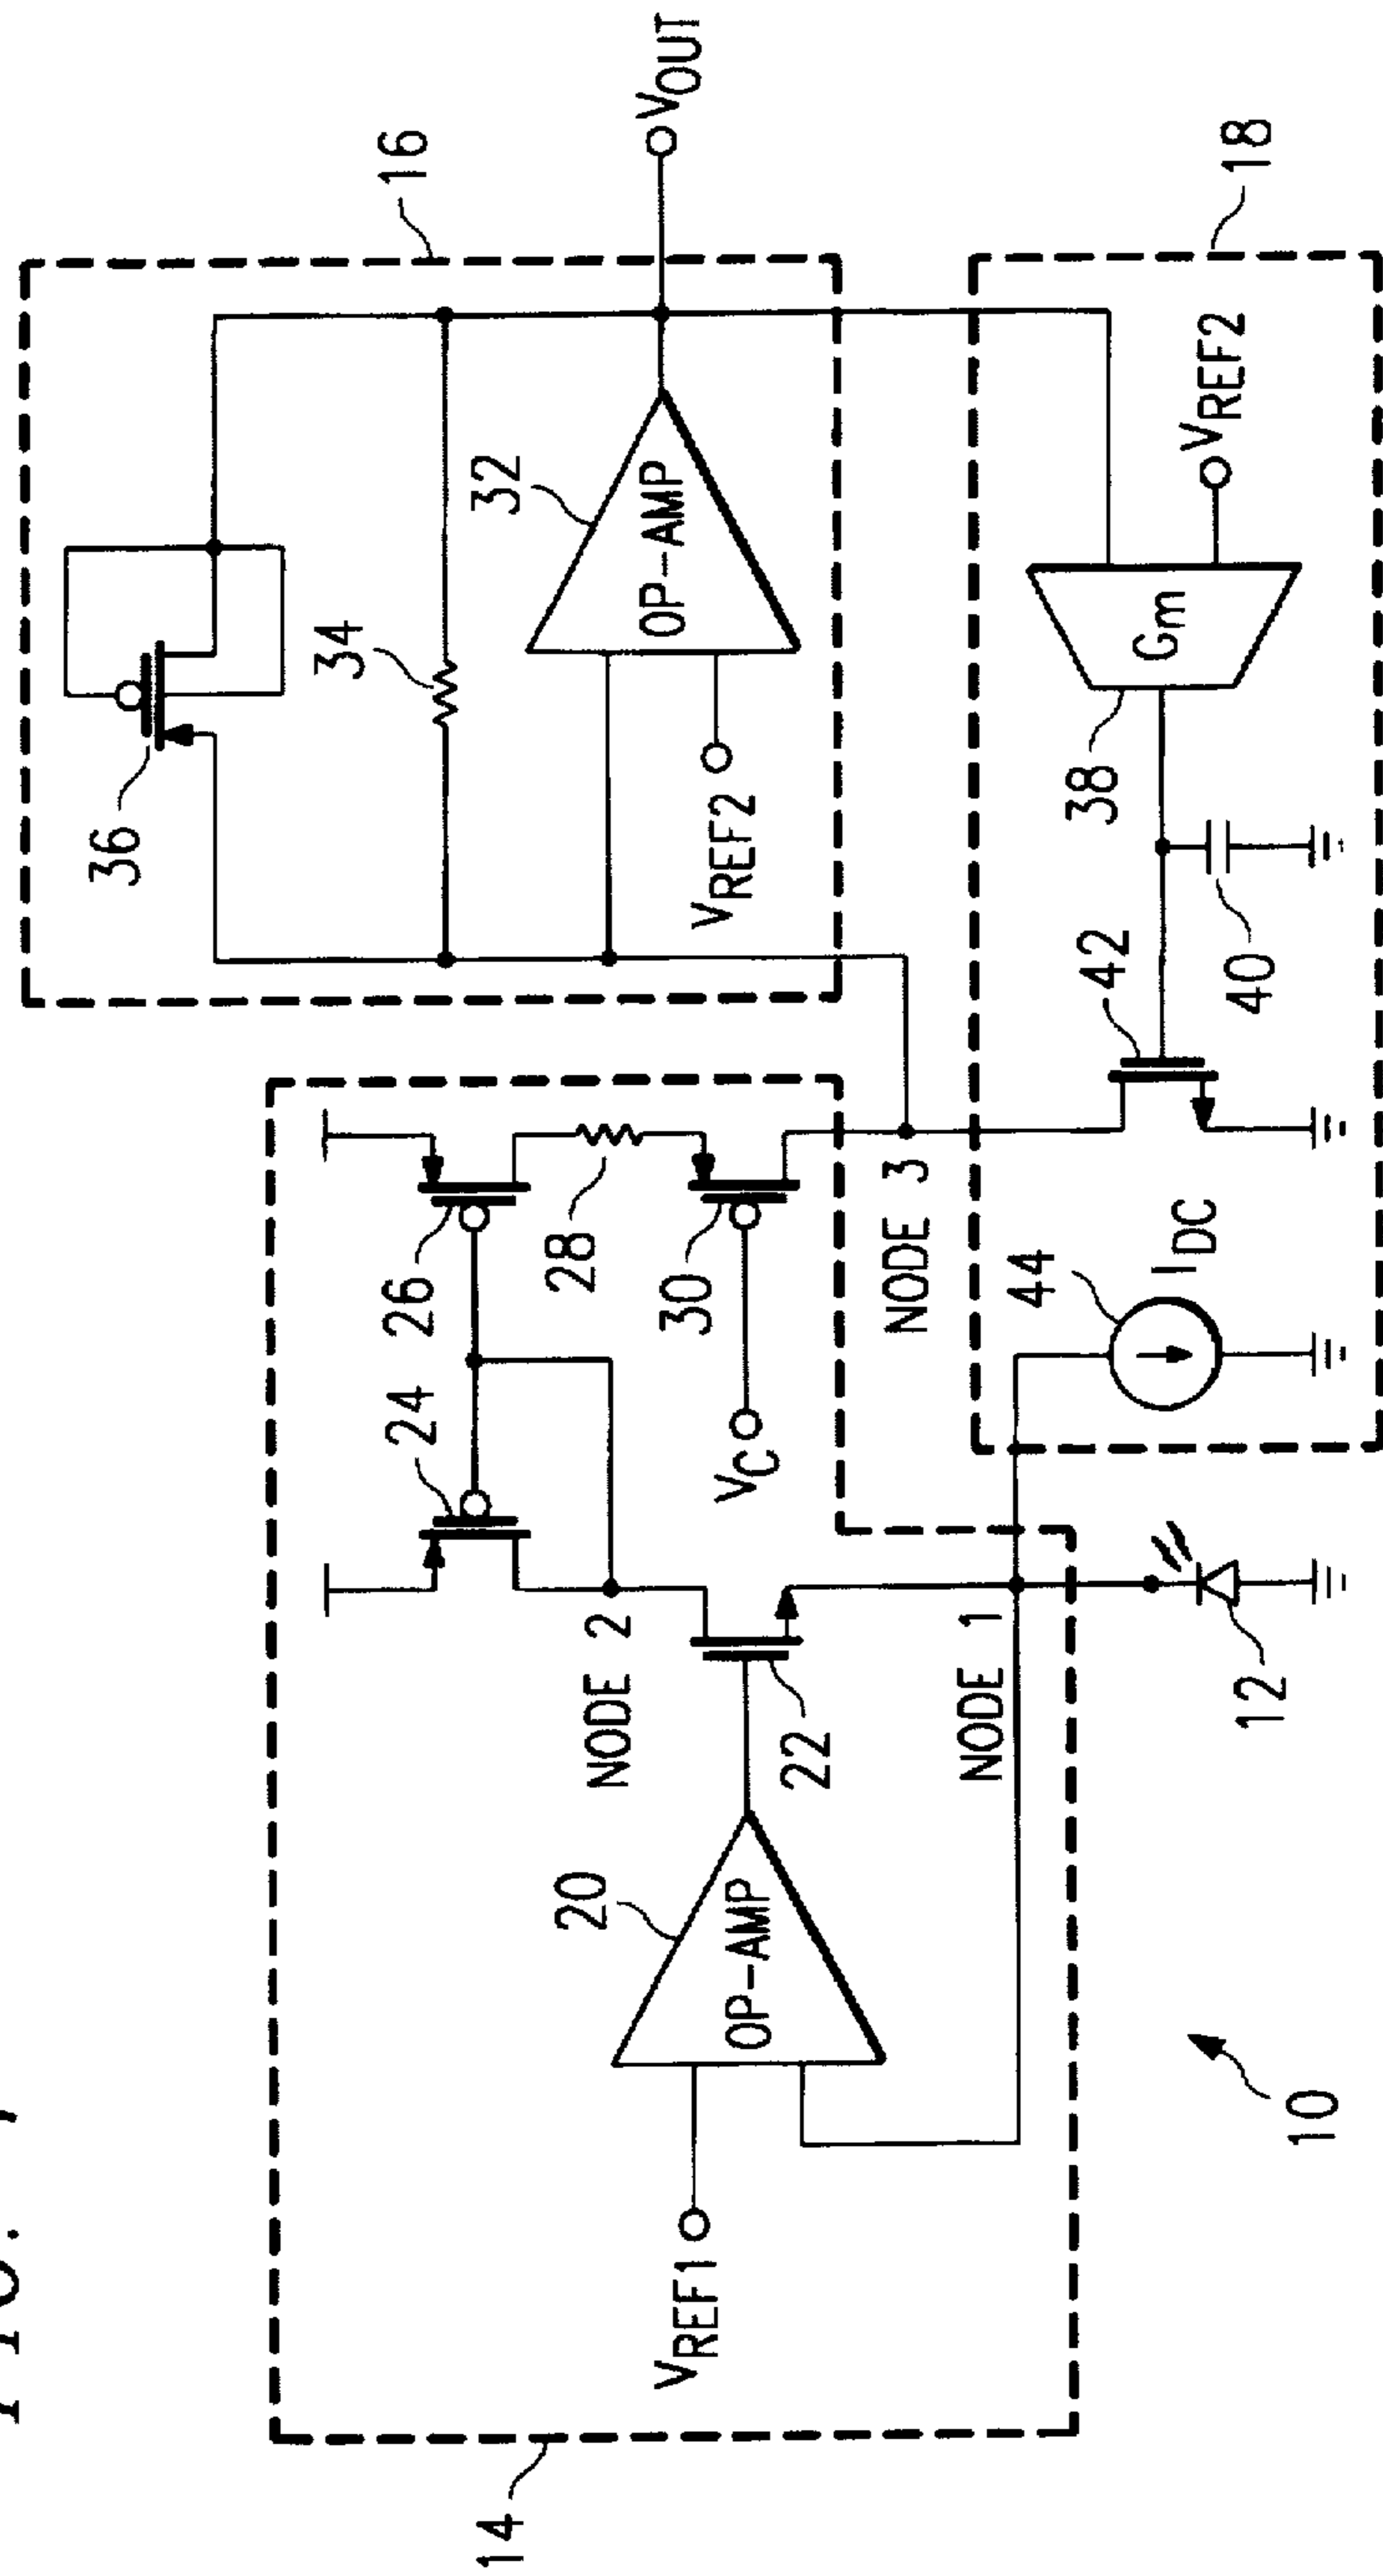 FIG. 1
14
20
OP-AMP
VREF1
22
24
26
28
30
VC
NODE 1
NODE 2
NODE 3
12
10
16
36
34
32
OP-AMP
VREF2
VOUT
18
44
IDC
42
40
38
Gm
VREF2